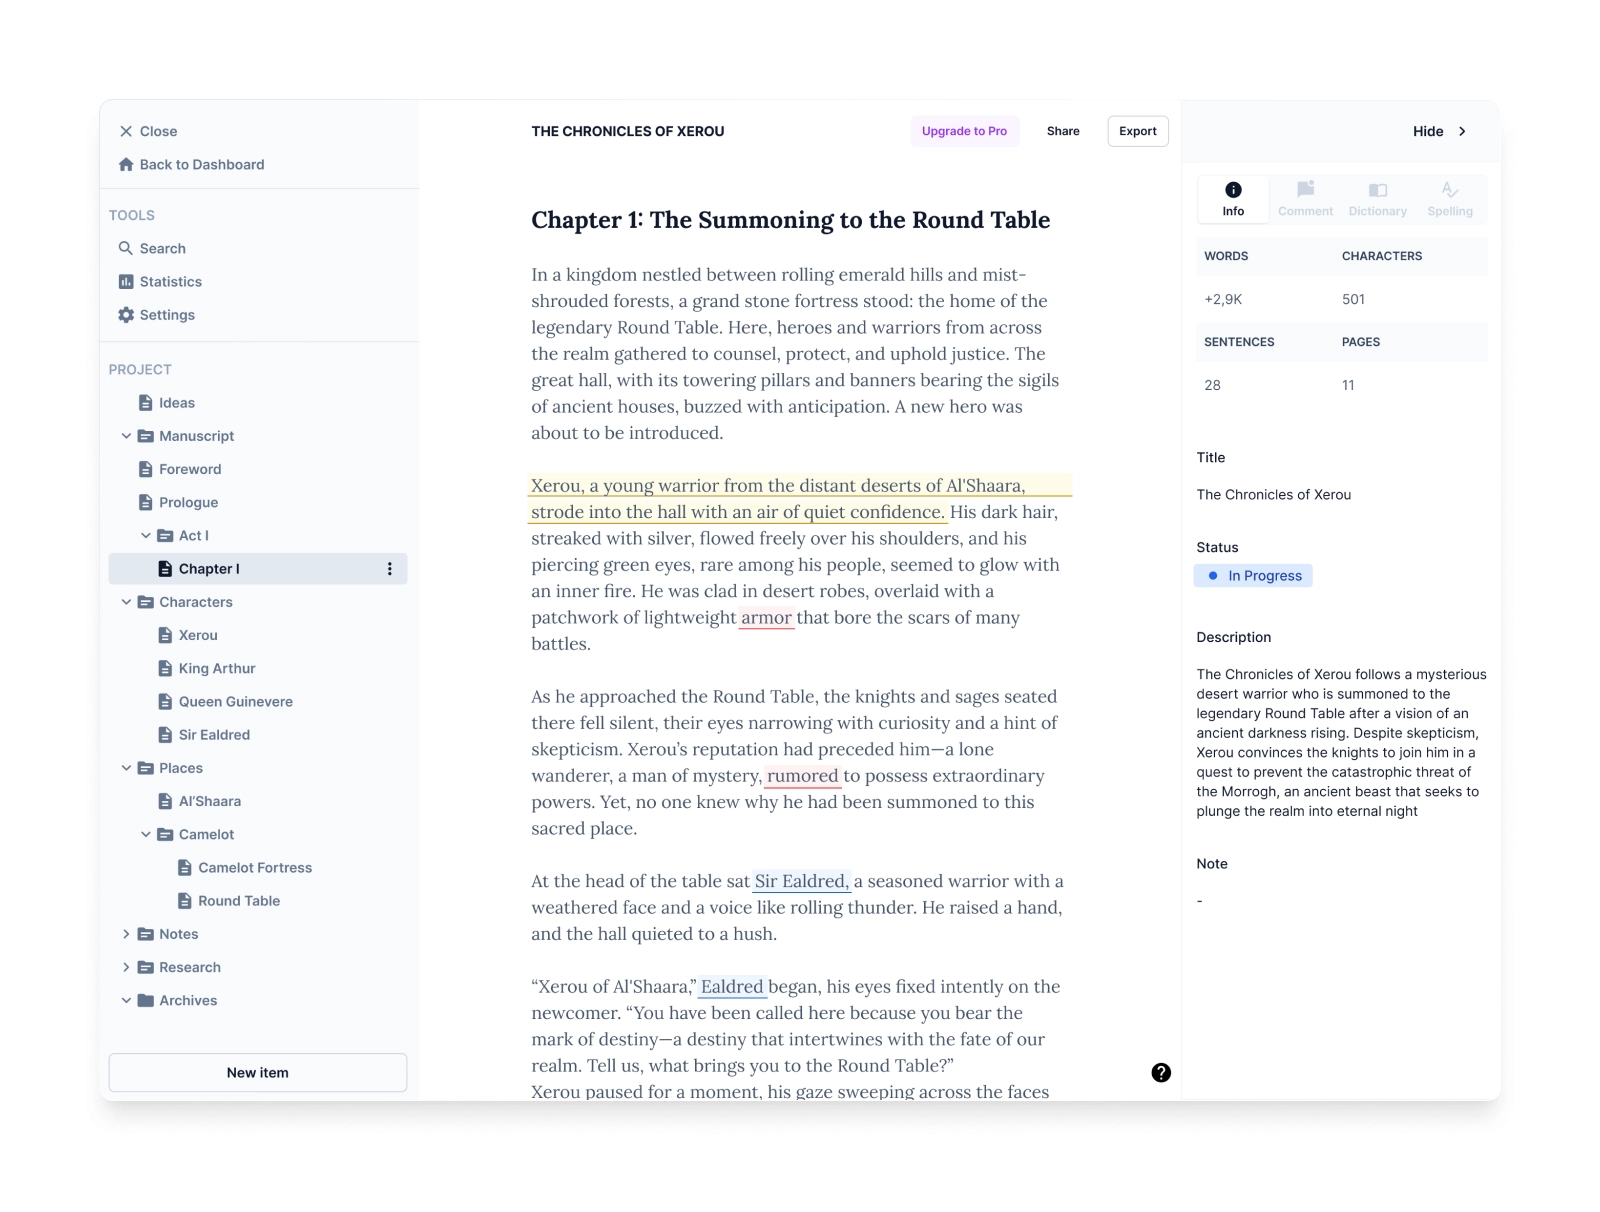 Close
Back to Dashboard
TOOLS
Search
Statistics
Settings
PROJECT
Ideas
Manuscript
Foreword
Prologue
Act I
Chapter I
Characters
Xerou
King Arthur
Queen Guinevere
Sir Ealdred
Places
Al’Shaara
Camelot
Camelot Fortress
Round Table
Notes
Research
Archives
New item
THE CHRONICLES OF XEROU
Upgrade to Pro
Share
Export
Chapter 1: The Summoning to the Round Table
In a kingdom nestled between rolling emerald hills and mist-
shrouded forests, a grand stone fortress stood: the home of the
legendary Round Table. Here, heroes and warriors from across
the realm gathered to counsel, protect, and uphold justice. The
great hall, with its towering pillars and banners bearing the sigils
of ancient houses, buzzed with anticipation. A new hero was
about to be introduced.
Xerou, a young warrior from the distant deserts of Al'Shaara,
strode into the hall with an air of quiet confidence. His dark hair,
streaked with silver, flowed freely over his shoulders, and his
piercing green eyes, rare among his people, seemed to glow with
an inner fire. He was clad in desert robes, overlaid with a
patchwork of lightweight armor that bore the scars of many
battles.
As he approached the Round Table, the knights and sages seated
there fell silent, their eyes narrowing with curiosity and a hint of
skepticism. Xerou’s reputation had preceded him—a lone
wanderer, a man of mystery, rumored to possess extraordinary
powers. Yet, no one knew why he had been summoned to this
sacred place.
At the head of the table sat Sir Ealdred, a seasoned warrior with a
weathered face and a voice like rolling thunder. He raised a hand,
and the hall quieted to a hush.
“Xerou of Al'Shaara,” Ealdred began, his eyes fixed intently on the
newcomer. “You have been called here because you bear the
mark of destiny—a destiny that intertwines with the fate of our
realm. Tell us, what brings you to the Round Table?”
Xerou paused for a moment, his gaze sweeping across the faces
?
Hide
Info
Comment
Dictionary
Spelling
WORDS CHARACTERS
+2,9K 501
SENTENCES PAGES
28 11
Title
The Chronicles of Xerou
Status
In Progress
Description
The Chronicles of Xerou follows a mysterious
desert warrior who is summoned to the
legendary Round Table after a vision of an
ancient darkness rising. Despite skepticism,
Xerou convinces the knights to join him in a
quest to prevent the catastrophic threat of
the Morrogh, an ancient beast that seeks to
plunge the realm into eternal night
Note
-